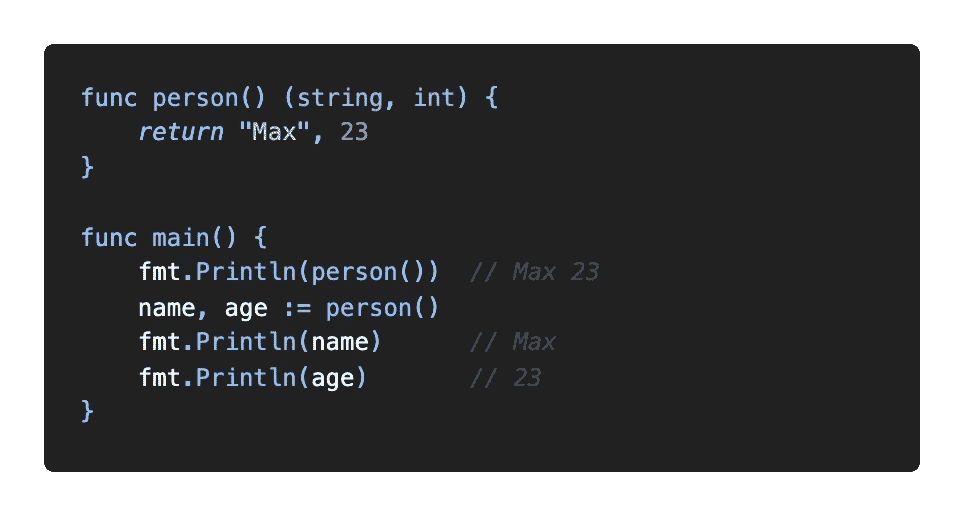 func person() (string, int) {
    return "Max", 23
}

func main() {
    fmt.Println(person())  // Max 23
    name, age := person()
    fmt.Println(name)      // Max
    fmt.Println(age)       // 23
}